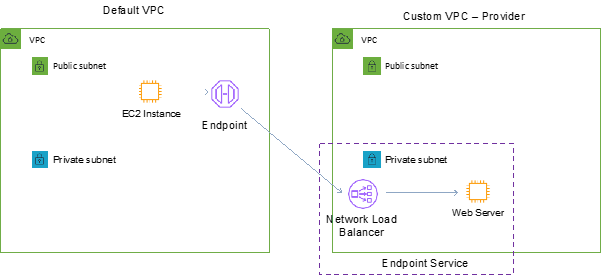 Default VPC
Custom VPC – Provider
VPC
VPC
Public subnet
Public subnet
EC2 Instance
Endpoint
Private subnet
Private subnet
Network Load
Balancer
Web Server
Endpoint Service